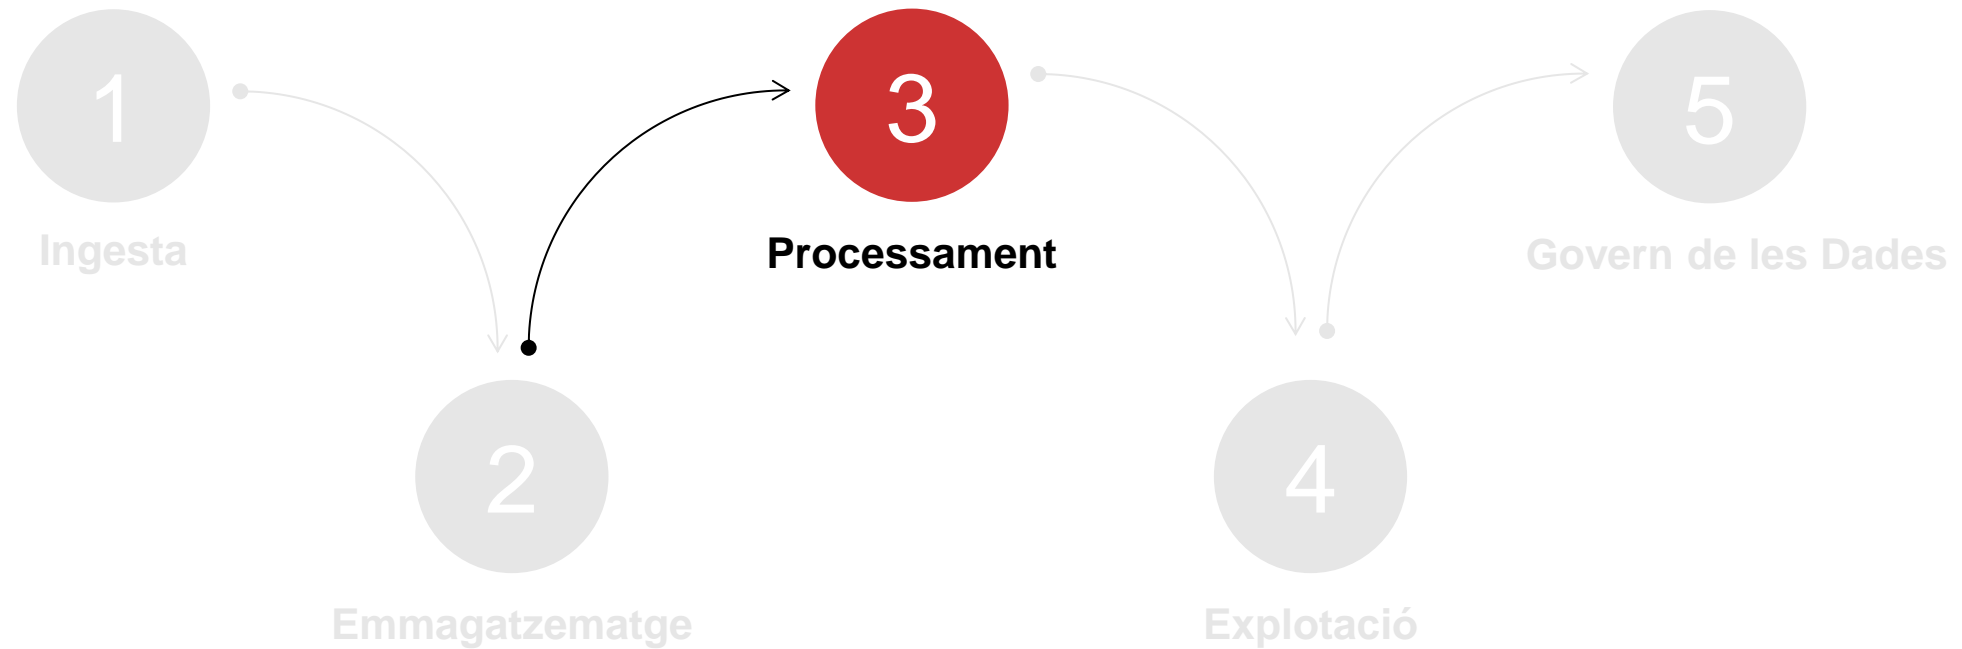 1
Ingesta
2
Emmagatzematge
3
Processament
4
Explotació
5
Govern de les Dades